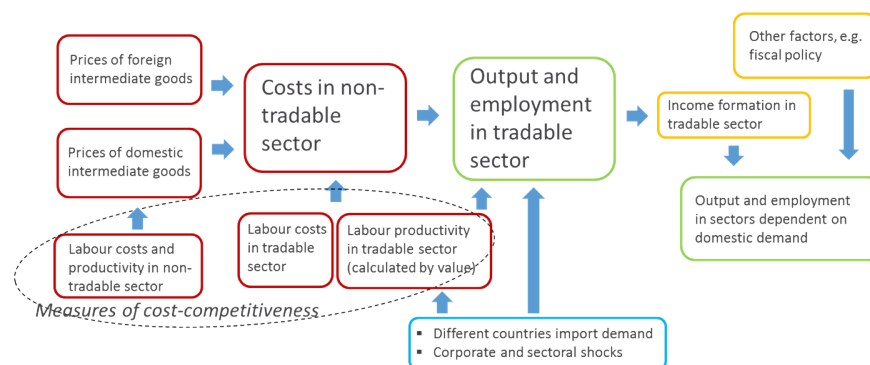 Prices of foreign
intermediate goods
Costs in non-
tradable
sector
Output and
employment
in tradable
sector
Other factors, e.g.
fiscal policy
Income formation in
tradable sector
Prices of domestic
intermediate goods
Output and employment
in sectors dependent on
domestic demand
Labour costs and
productivity in non-
tradable sector
Labour costs
in tradable
sector
Labour productivity
in tradable sector
(calculated by value)
Measures of cost-competitiveness
▪ Different countries import demand
▪ Corporate and sectoral shocks